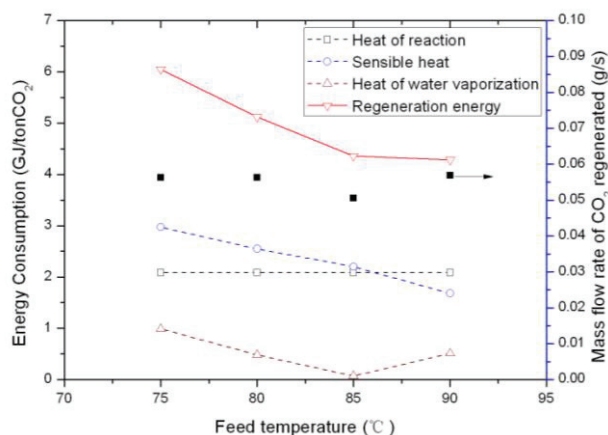 7
6
5
4
3
2
1
0
Energy Consumption (GJ/tonCO₂)
0.10
0.09
0.08
0.07
0.06
0.05
0.04
0.03
0.02
0.01
0.00
Mass flow rate of CO₂ regenerated (g/s)
Heat of reaction
Sensible heat
Heat of water vaporization
Regeneration energy
70 75 80 85 90 95
Feed temperature (℃)